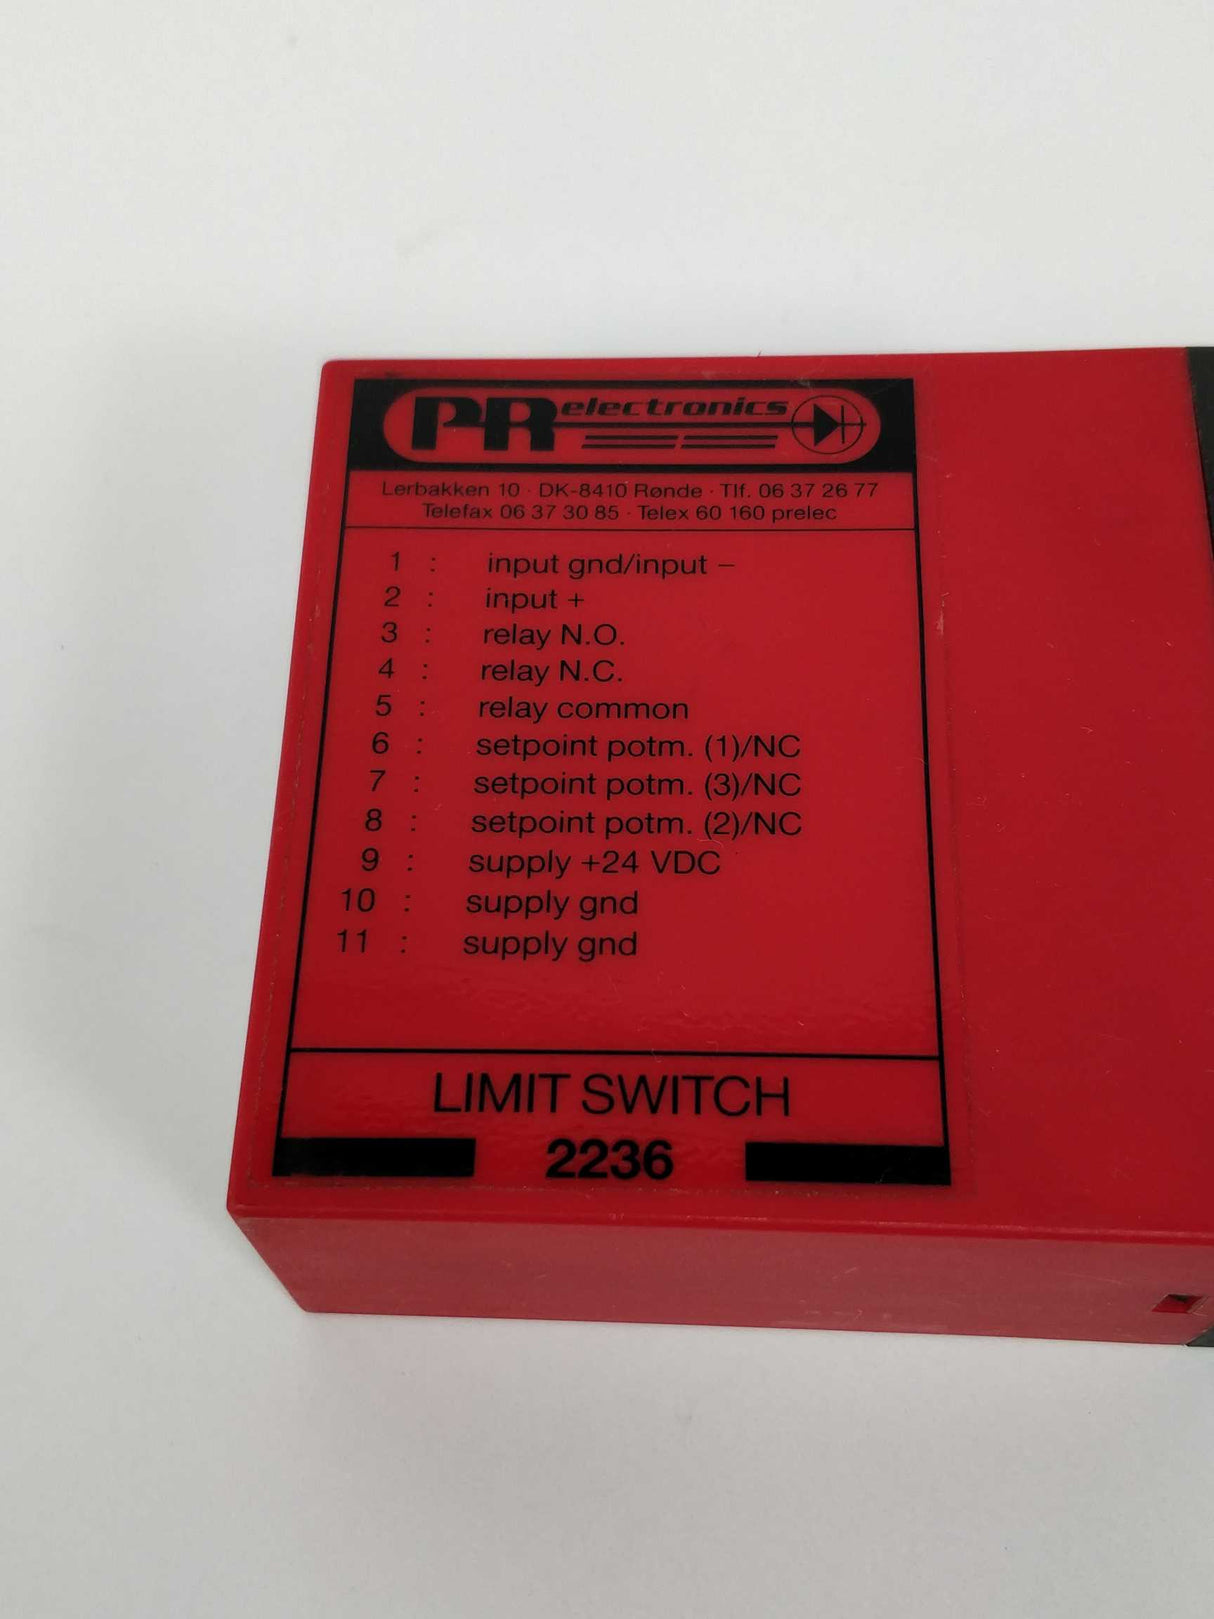 PR electronics
Lerbakken 10 · DK-8410 Rønde · Tlf. 06 37 26 77
Telefax 06 37 30 85 · Telex 60 160 prelec
1 : input gnd/input –
2 : input +
3 : relay N.O.
4 : relay N.C.
5 : relay common
6 : setpoint potm. (1)/NC
7 : setpoint potm. (3)/NC
8 : setpoint potm. (2)/NC
9 : supply +24 VDC
10 : supply gnd
11 : supply gnd
LIMIT SWITCH
2236